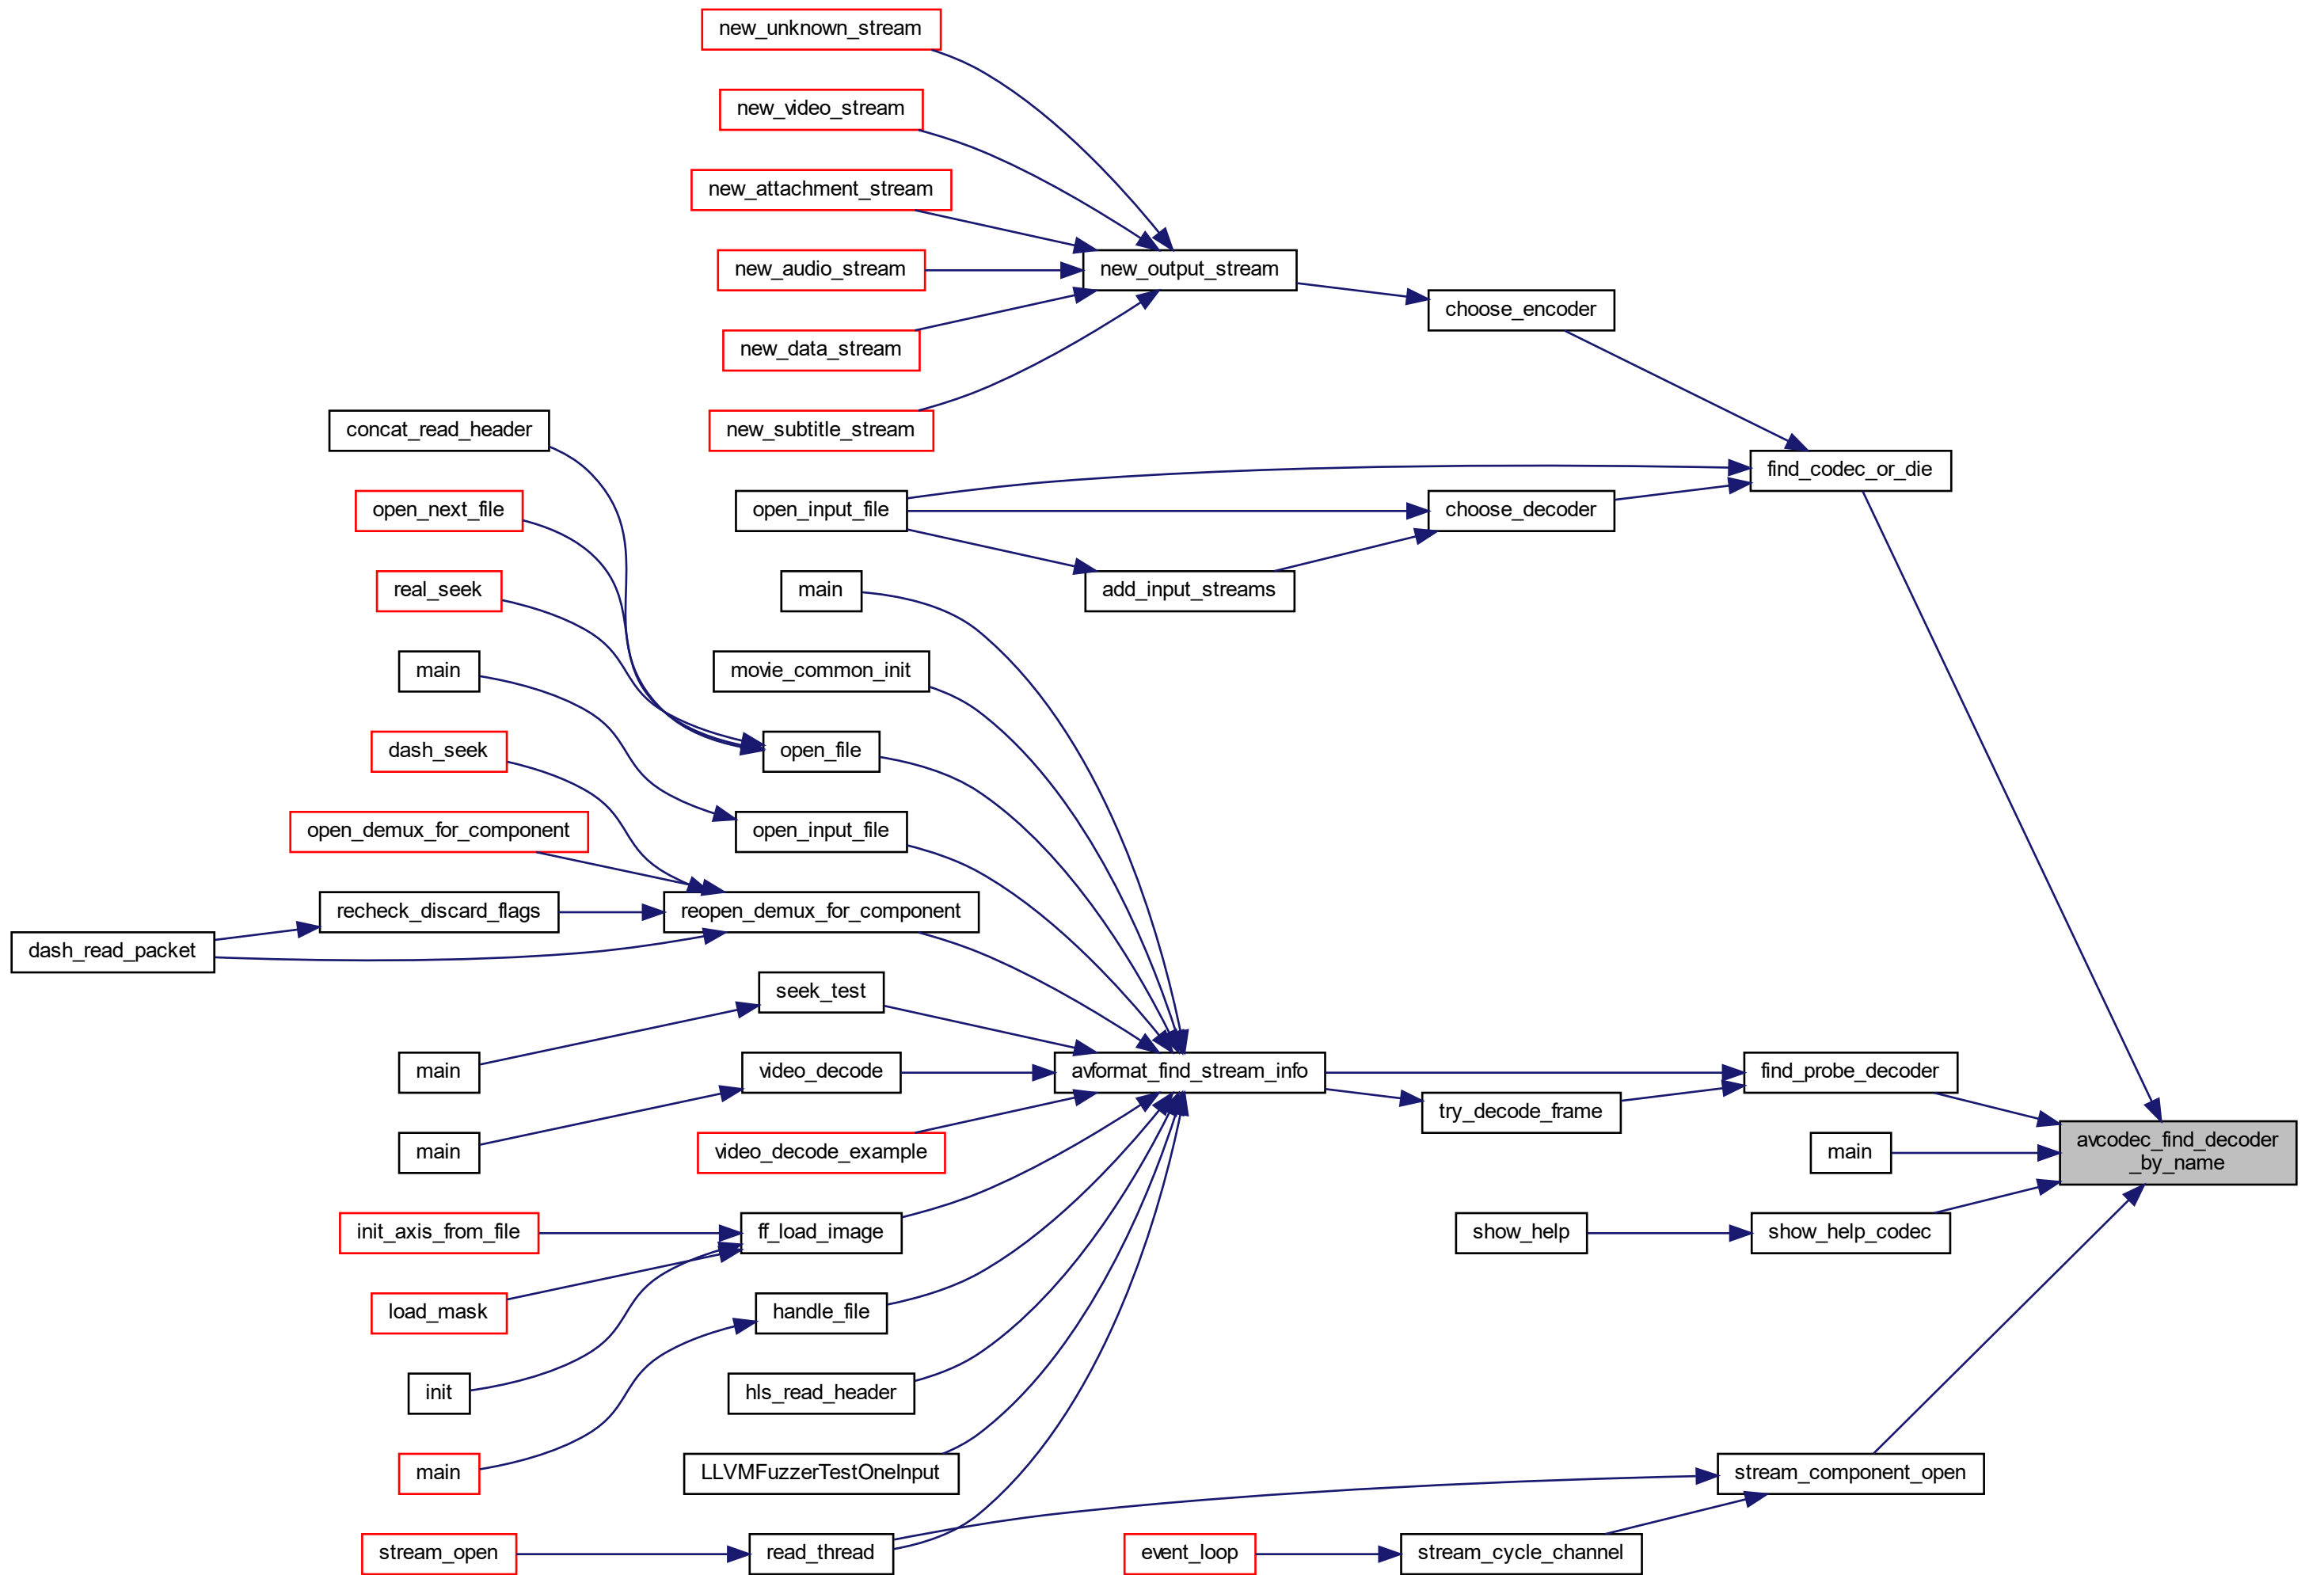 new_unknown_stream
new_video_stream
new_attachment_stream
new_audio_stream
new_output_stream
choose_encoder
new_data_stream
concat_read_header
new_subtitle_stream
find_codec_or_die
open_next_file
open_input_file
choose_decoder
real_seek
main
add_input_streams
main
movie_common_init
dash_seek
open_file
open_demux_for_component
open_input_file
recheck_discard_flags
reopen_demux_for_component
dash_read_packet
seek_test
main
video_decode
avformat_find_stream_info
find_probe_decoder
try_decode_frame
main
video_decode_example
main
avcodec_find_decoder
_by_name
init_axis_from_file
ff_load_image
show_help
show_help_codec
load_mask
handle_file
init
hls_read_header
main
LLVMFuzzerTestOneInput
stream_component_open
stream_open
read_thread
event_loop
stream_cycle_channel